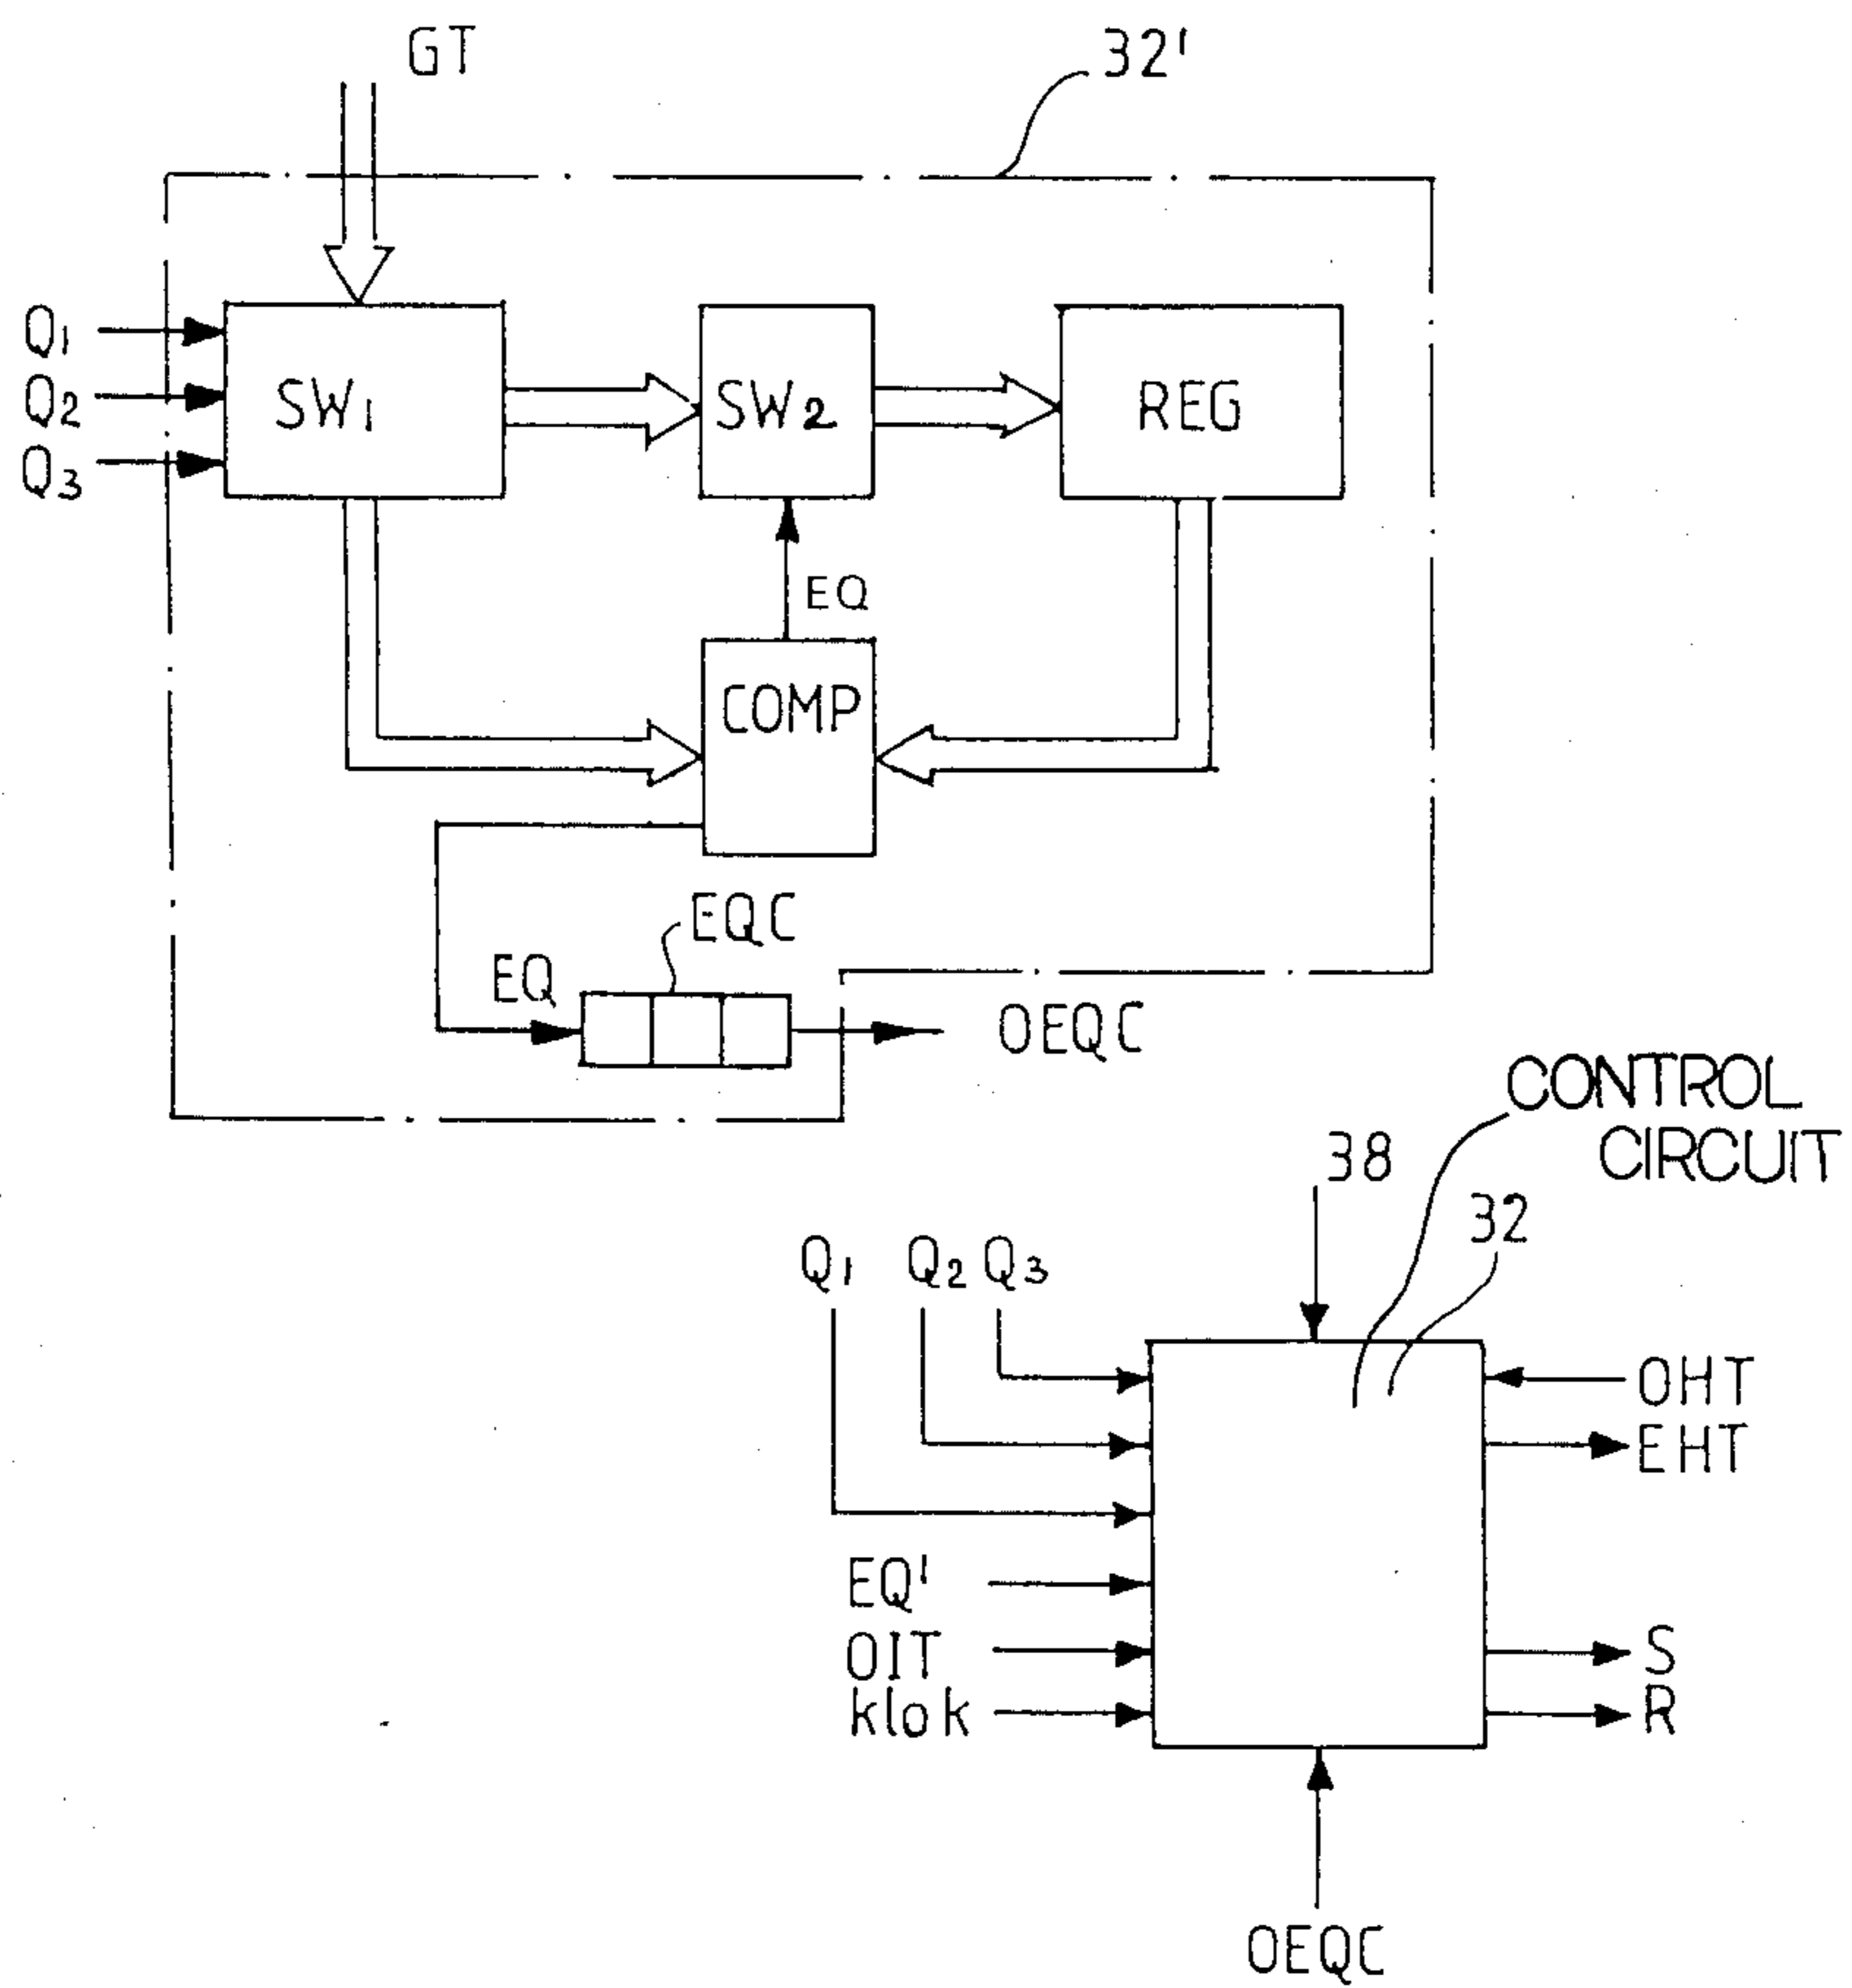 GT
32'
Q1
Q2
Q3
SW1
SW2
REG
EQ
COMP
EQC
EQ
OEQC
CONTROL
CIRCUIT
38
32
Q1 Q2 Q3
OHT
EHT
EQ'
OIT
klok
S
R
OEQC